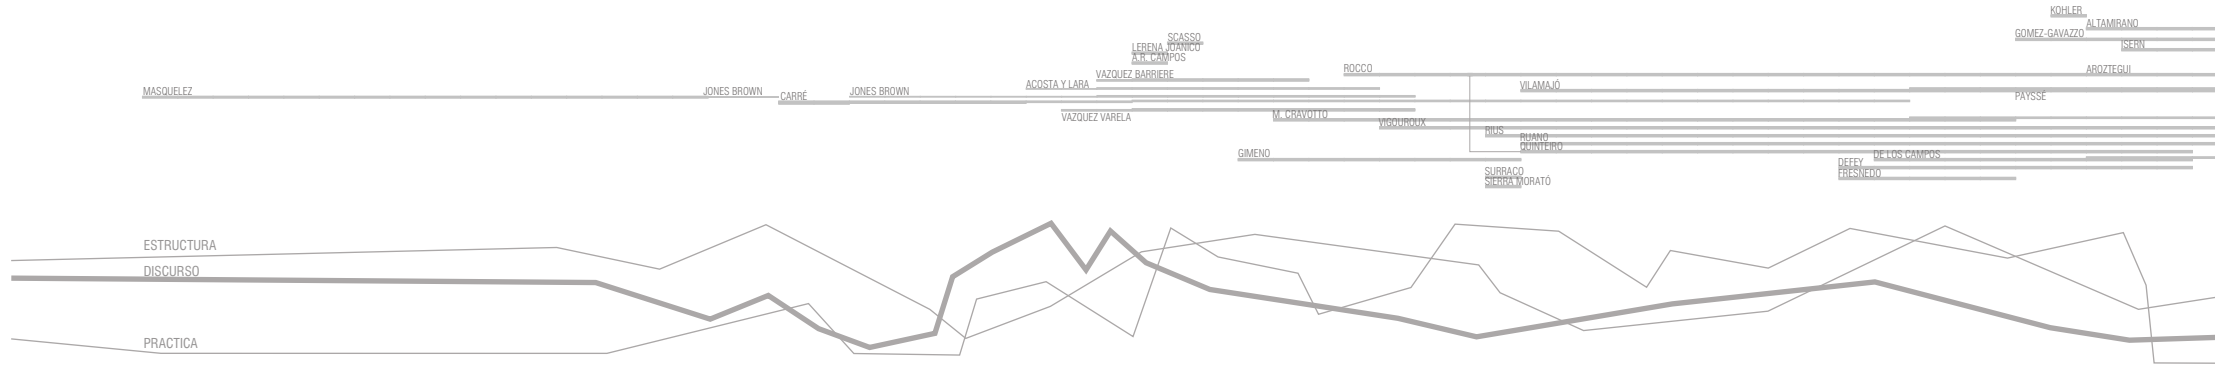 KOHLER
ALTAMIRANO
GOMEZ-GAVAZZO
SCASSO
ISERN
LERENA JOANICO
A.R. CAMPOS
ROCCO
AROZTEGUI
VAZQUEZ BARRIERE
ACOSTA Y LARA
VILAMAJÓ
MASQUELEZ
JONES BROWN
CARRÉ
JONES BROWN
PAYSSÉ
VAZQUEZ VARELA
M. CRAVOTTO
VIGOUROUX
RIUS
RUANO
QUINTEIRO
GIMENO
DE LOS CAMPOS
DEFEY
FRESNEDO
SURRACO
SIERRA MORATÓ
ESTRUCTURA
DISCURSO
PRACTICA